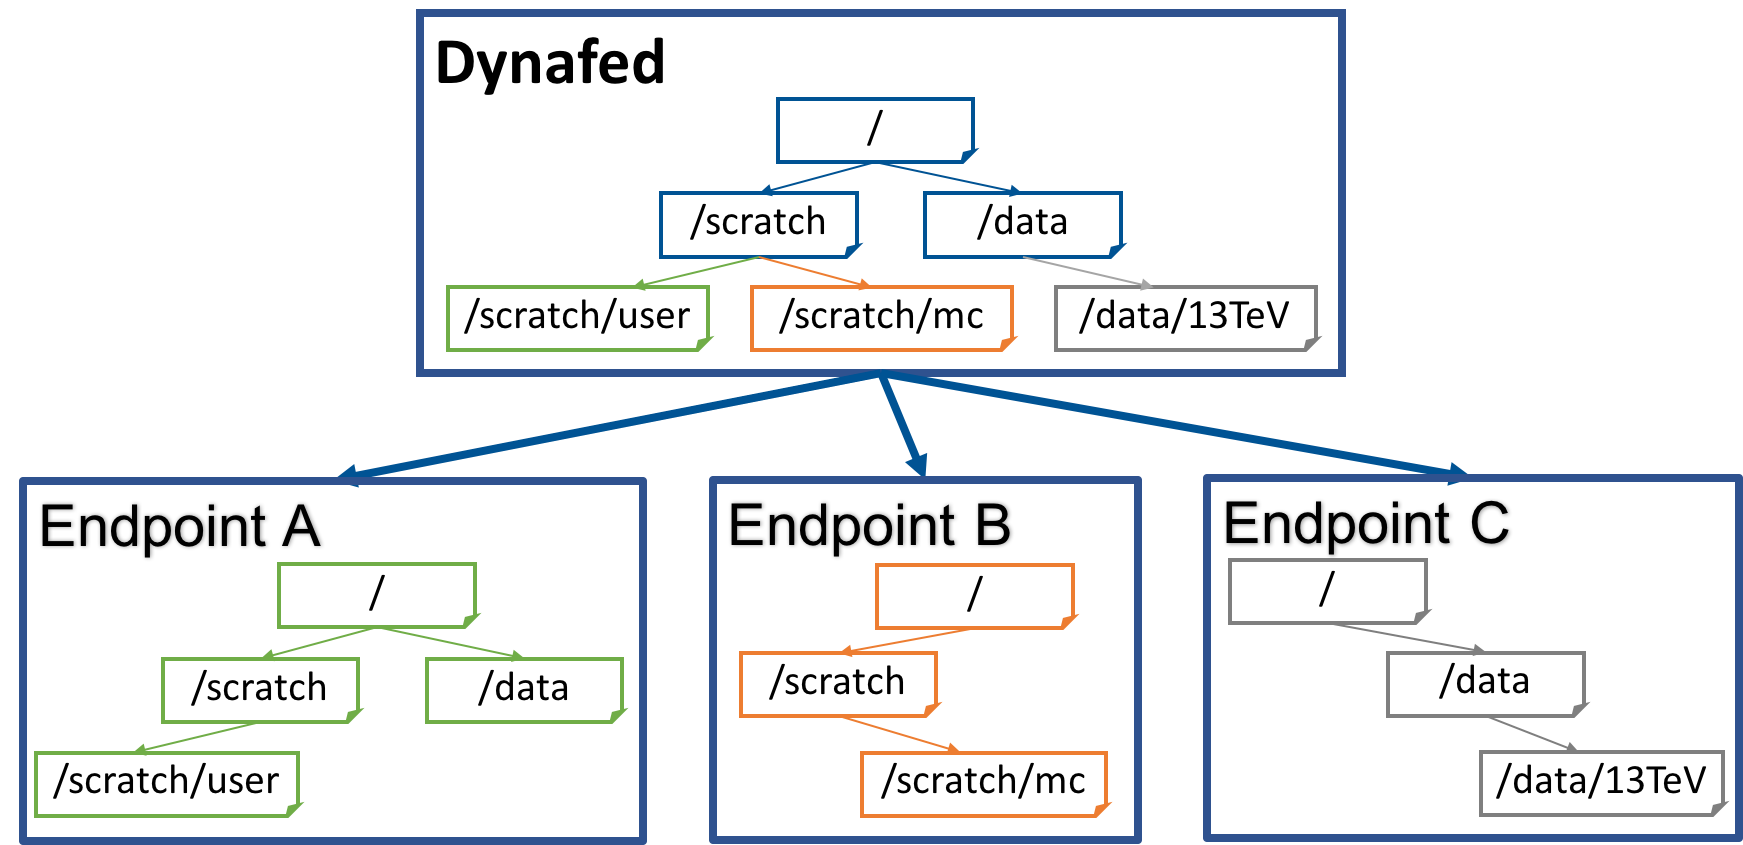 Dynafed
/
/scratch
/data
/scratch/user
/scratch/mc
/data/13TeV
Endpoint A
/
/scratch
/data
/scratch/user
Endpoint B
/
/scratch
/scratch/mc
Endpoint C
/
/data
/data/13TeV